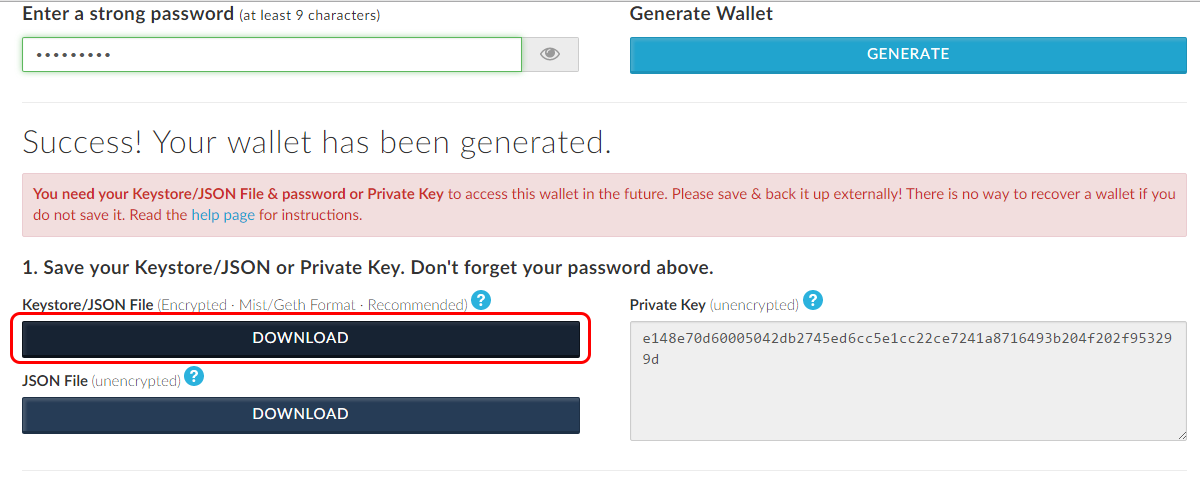 Enter a strong password (at least 9 characters)
Generate Wallet
•••••••••
GENERATE
Success! Your wallet has been generated.
You need your Keystore/JSON File & password or Private Key to access this wallet in the future. Please save & back it up externally! There is no way to recover a wallet if you
do not save it. Read the help page for instructions.
1. Save your Keystore/JSON or Private Key. Don't forget your password above.
Keystore/JSON File (Encrypted · Mist/Geth Format · Recommended) ?
DOWNLOAD
JSON File (unencrypted) ?
DOWNLOAD
Private Key (unencrypted) ?
e148e70d60005042db2745ed6cc5e1cc22ce7241a8716493b204f202f95329
9d